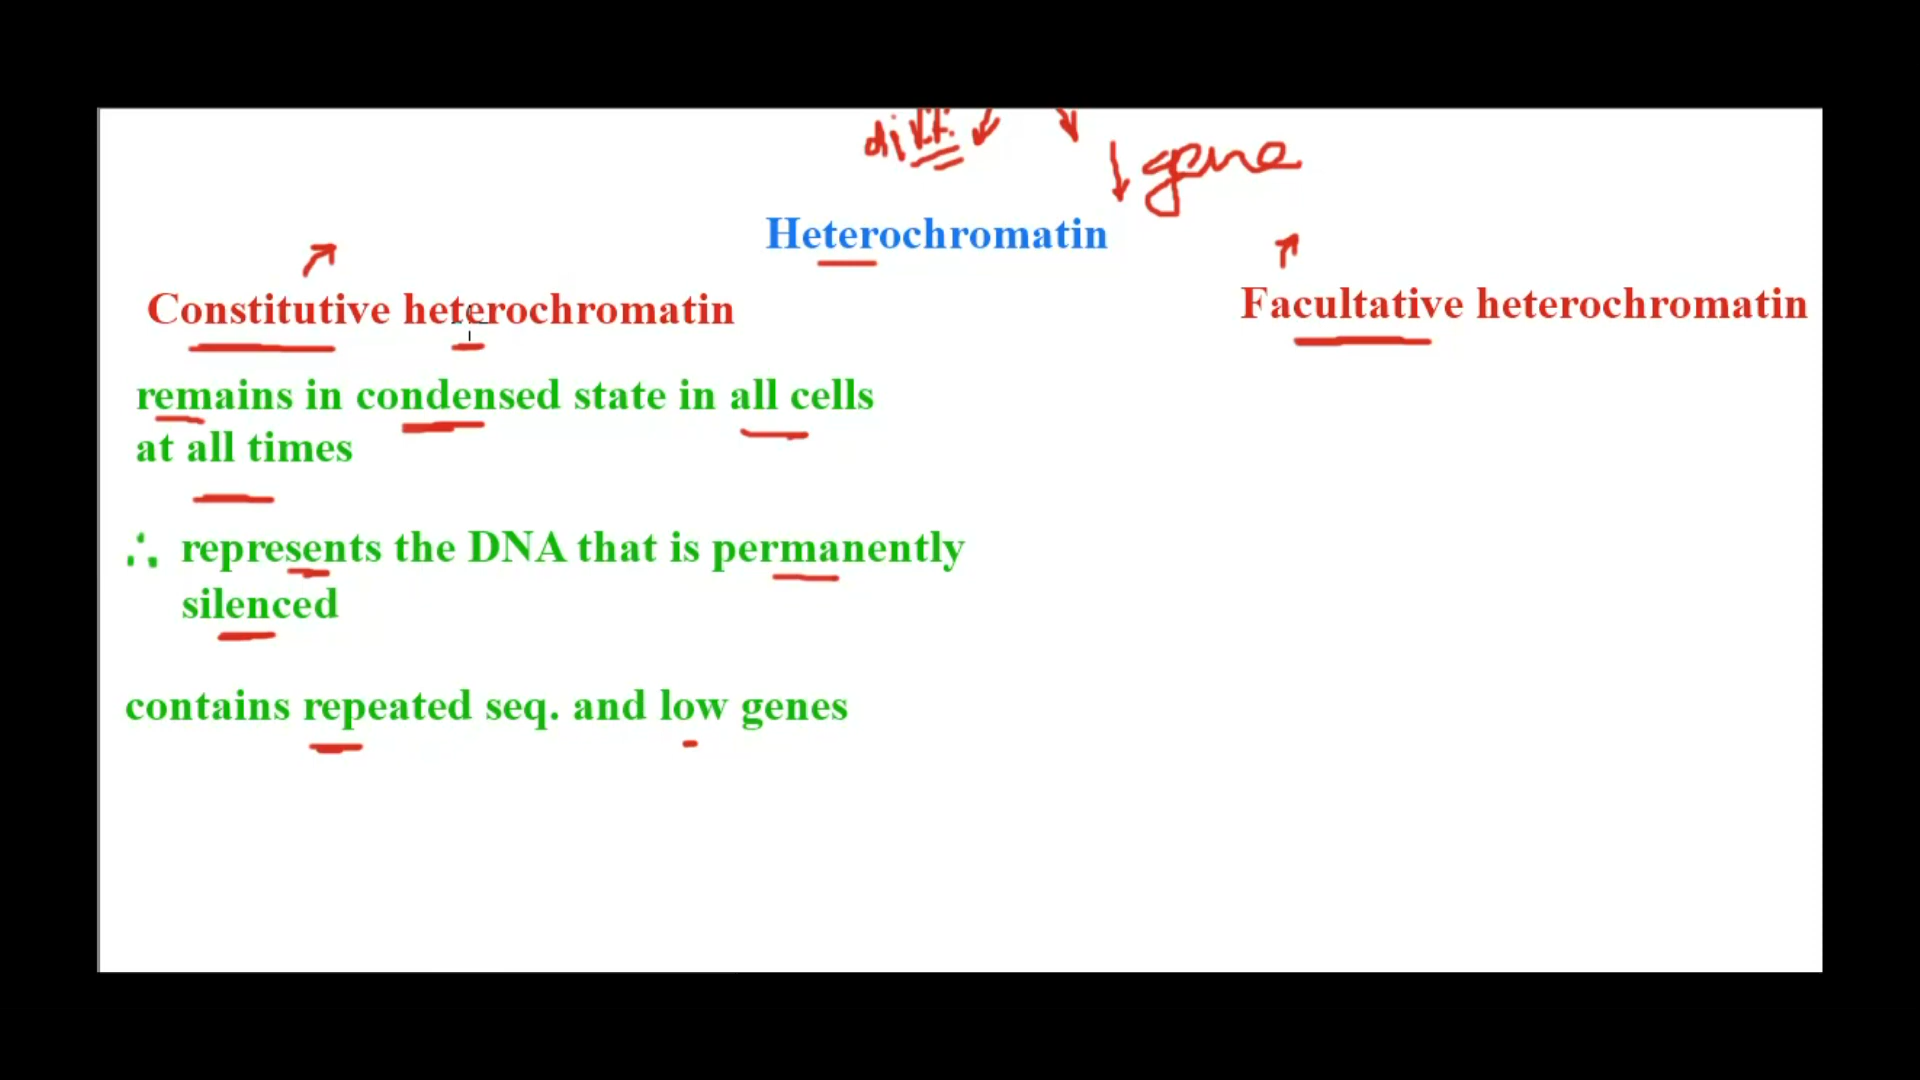 gene
Heterochromatin
Constitutive heterochromatin
Facultative heterochromatin
remains in condensed state in all cells
at all times
∴ represents the DNA that is permanently
silenced
contains repeated seq. and low genes